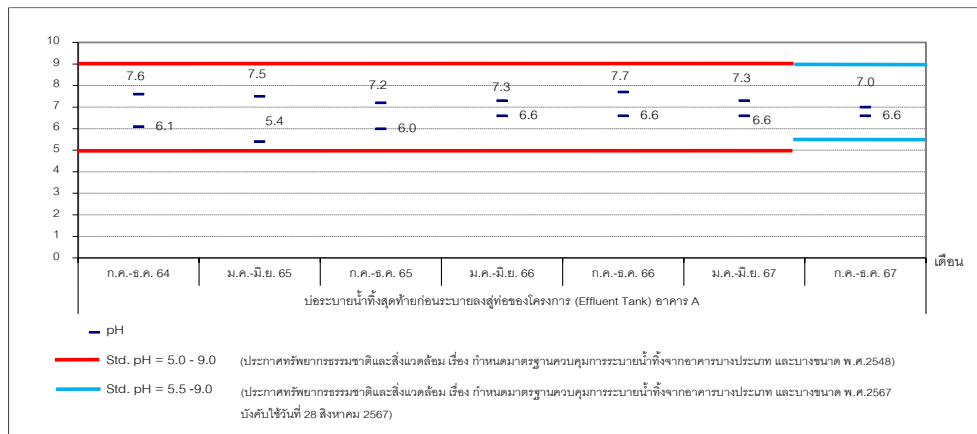 10
9
8
7
6
5
4
3
2
1
0
7.6 7.5 7.2 7.3 7.7 7.3 7.0
6.1 5.4 6.0 6.6 6.6 6.6 6.6
ก.ค.-ธ.ค. 64 ม.ค-มิ.ย. 65 ก.ค.-ธ.ค. 65 ม.ค-มิ.ย. 66 ก.ค.-ธ.ค. 66 ม.ค-มิ.ย. 67 ก.ค.-ธ.ค. 67
เดือน
บ่อระบายน้ำทิ้งสุดท้ายก่อนระบายลงสู่ท่อของโครงการ (Effluent Tank) อาคาร A
pH
Std. pH = 5.0 - 9.0 (ประกาศทรัพยากรธรรมชาติและสิ่งแวดล้อม เรื่อง กำหนดมาตรฐานควบคุมการระบายน้ำทิ้งจากอาคารบางประเภท และบางขนาด พ.ศ.2548)
Std. pH = 5.5 -9.0 (ประกาศทรัพยากรธรรมชาติและสิ่งแวดล้อม เรื่อง กำหนดมาตรฐานควบคุมการระบายน้ำทิ้งจากอาคารบางประเภท และบางขนาด พ.ศ.2567
บังคับใช้วันที่ 28 สิงหาคม 2567)